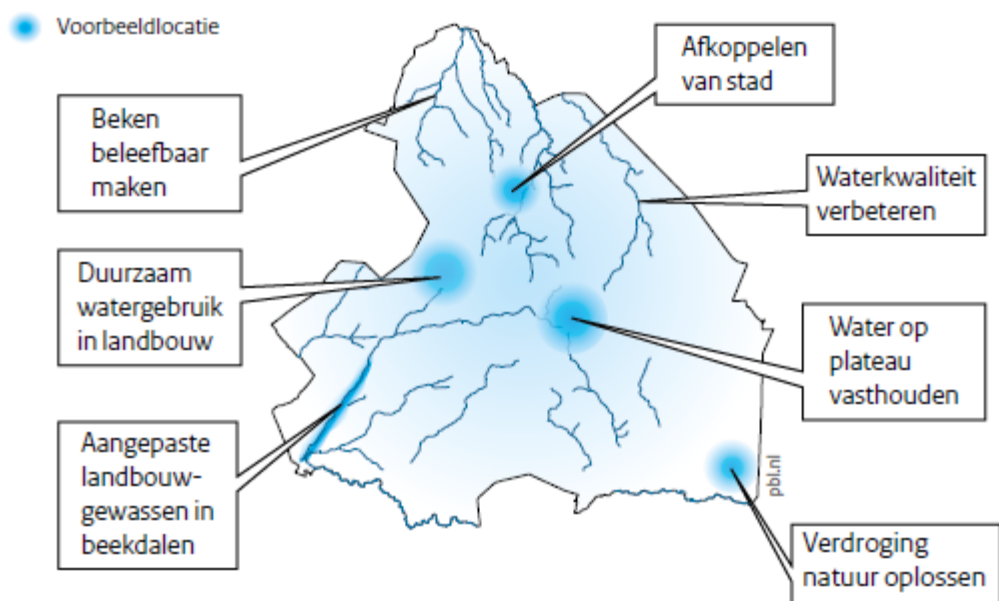 Voorbeeldlocatie
Afkoppelen
van stad
Beken
beleefbaar
maken
Waterkwaliteit
verbeteren
Duurzaam
watergebruik
in landbouw
Water op
plateau
vasthouden
Aangepaste
landbouw-
gewassen in
beekdalen
pbl.nl
Verdroging
natuur oplossen